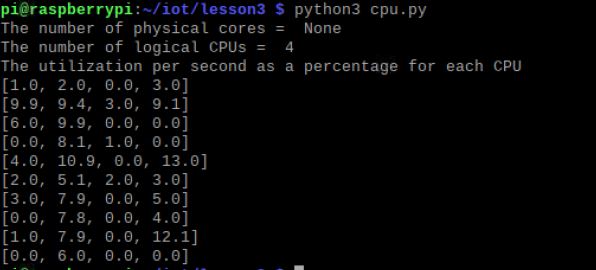 pi@raspberrypi:~/iot/lesson3 $ python3 cpu.py
The number of physical cores =  None
The number of logical CPUs =  4
The utilization per second as a percentage for each CPU
[1.0, 2.0, 0.0, 3.0]
[9.9, 9.4, 3.0, 9.1]
[6.0, 9.9, 0.0, 0.0]
[0.0, 8.1, 1.0, 0.0]
[4.0, 10.9, 0.0, 13.0]
[2.0, 5.1, 2.0, 3.0]
[3.0, 7.9, 0.0, 5.0]
[0.0, 7.8, 0.0, 4.0]
[1.0, 7.9, 0.0, 12.1]
[0.0, 6.0, 0.0, 0.0]
pi@raspberrypi:~/iot/lesson3 $